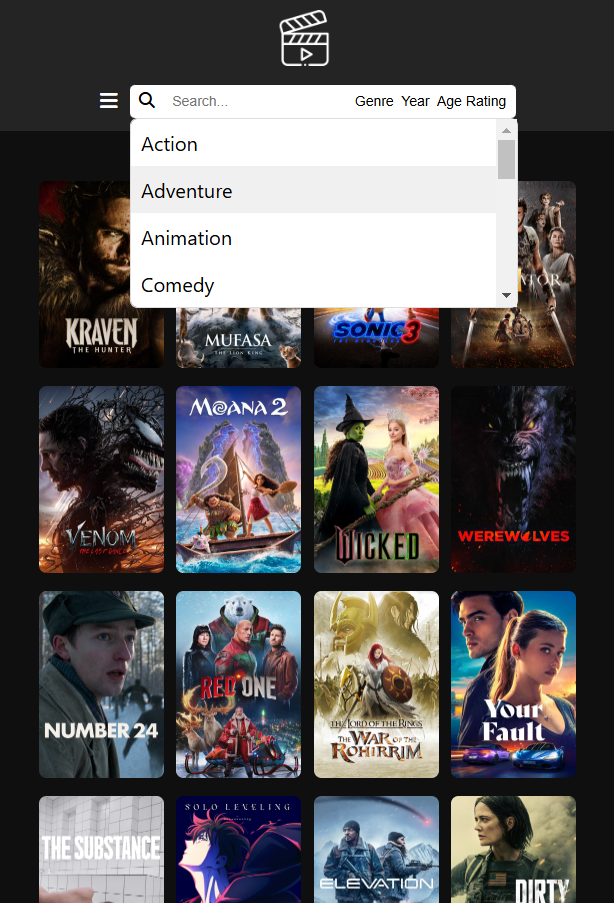 Search...
Genre Year Age Rating
Action
Adventure
Animation
Comedy
KRAVEN
THE HUNTER
MUFASA
THE LION KING
SONIC 3
TOR
VENOM
THE LAST DANCE
MOANA 2
WICKED
WEREWOLVES
NUMBER 24
RED ONE
THE LORD OF THE RINGS
THE WAR OF THE
ROHIRRIM
Your
Fault
THE SUBSTANCE
SOLO LEVELING
ELEVATION
DIRTY